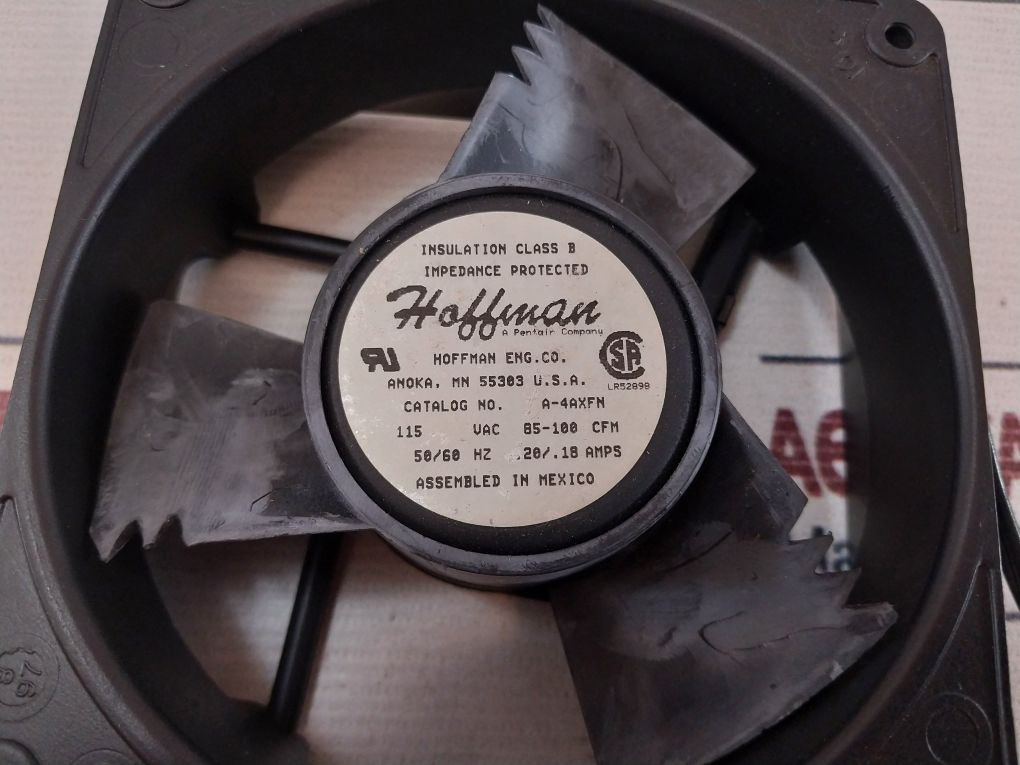 INSULATION CLASS B
IMPEDANCE PROTECTED
Hoffman
A Pentair Company
HOFFMAN ENG.CO.
ANOKA, MN 55303 U.S.A.
LR52898
CATALOG NO. A-4AXFN
115 VAC 85-100 CFM
50/60 HZ .20/.18 AMPS
ASSEMBLED IN MEXICO